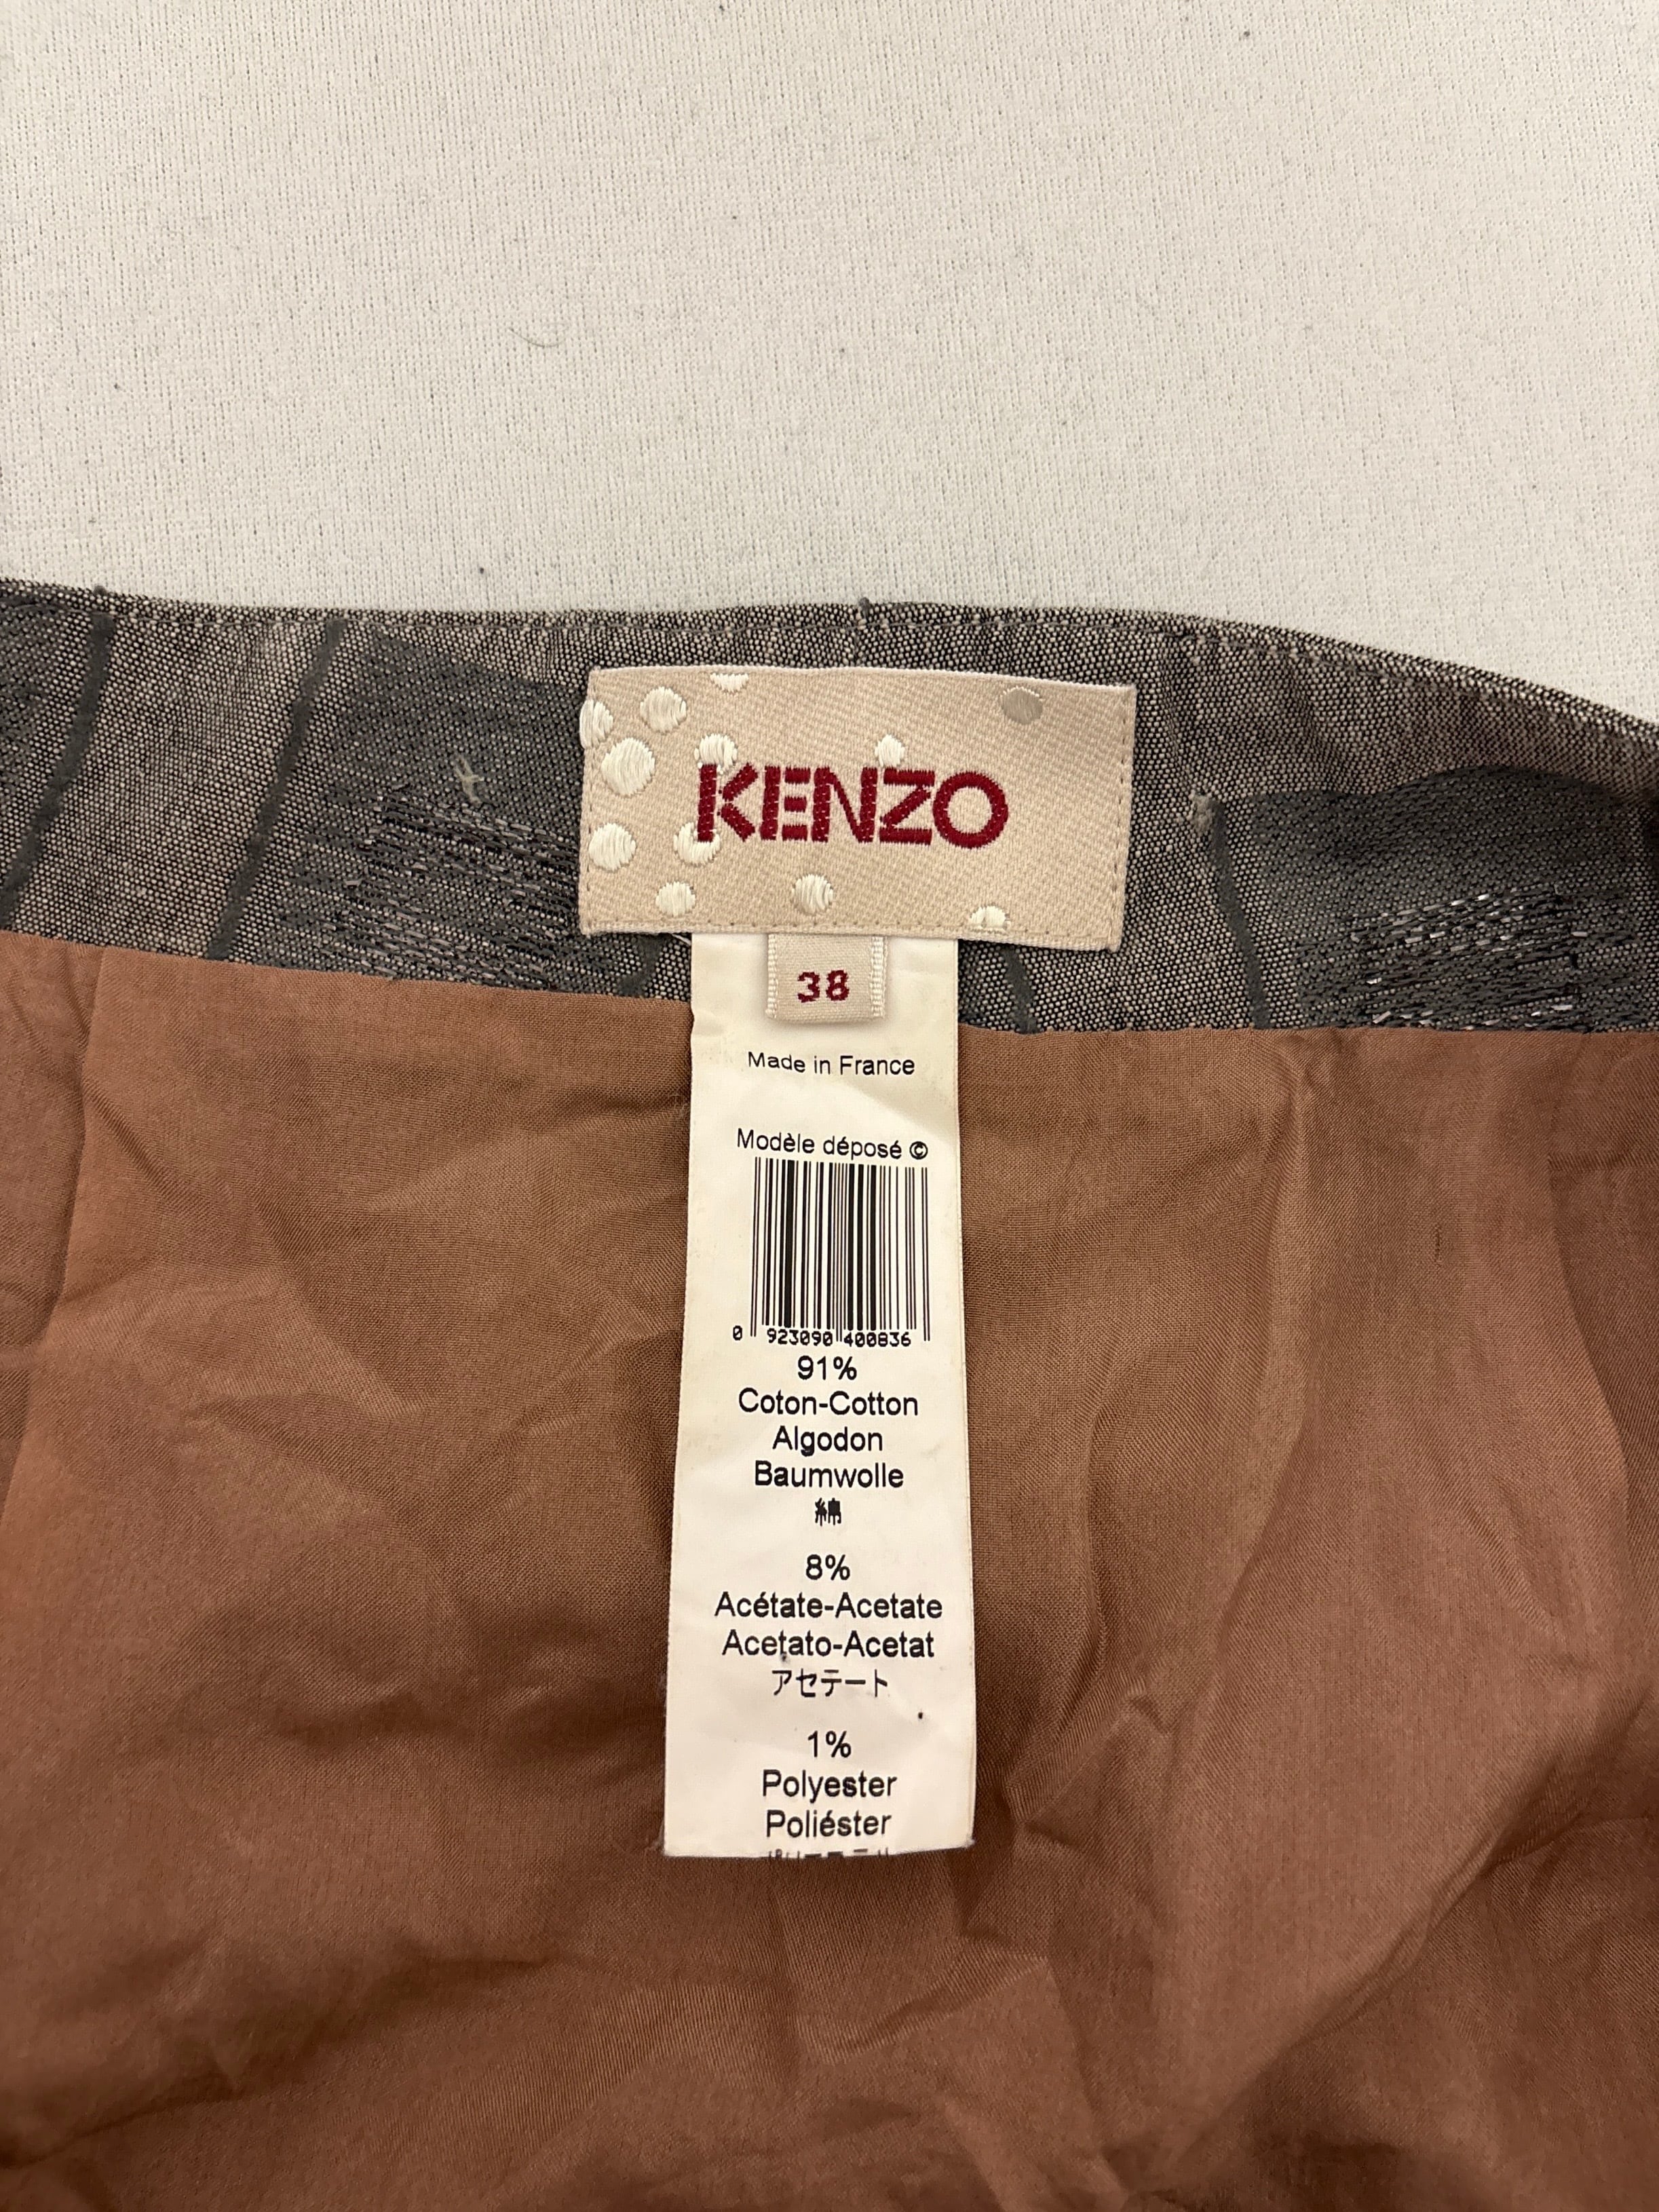 KENZO
38
Made in France
Modèle déposé ©
0 923090 400836
91%
Coton-Cotton
Algodon
Baumwolle
綿
8%
Acétate-Acetate
Acetato-Acetat
アセテート
1%
Polyester
Poliéster